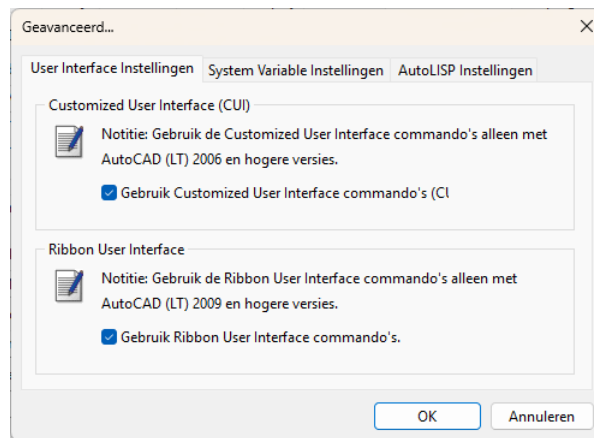 Geavanceerd...
User Interface Instellingen System Variable Instellingen AutoLISP Instellingen
Customized User Interface (CUI)
Notitie: Gebruik de Customized User Interface commando's alleen met
AutoCAD (LT) 2006 en hogere versies.
Gebruik Customized User Interface commando's (CU
Ribbon User Interface
Notitie: Gebruik de Ribbon User Interface commando's alleen met
AutoCAD (LT) 2009 en hogere versies.
Gebruik Ribbon User Interface commando's.
OK Annuleren